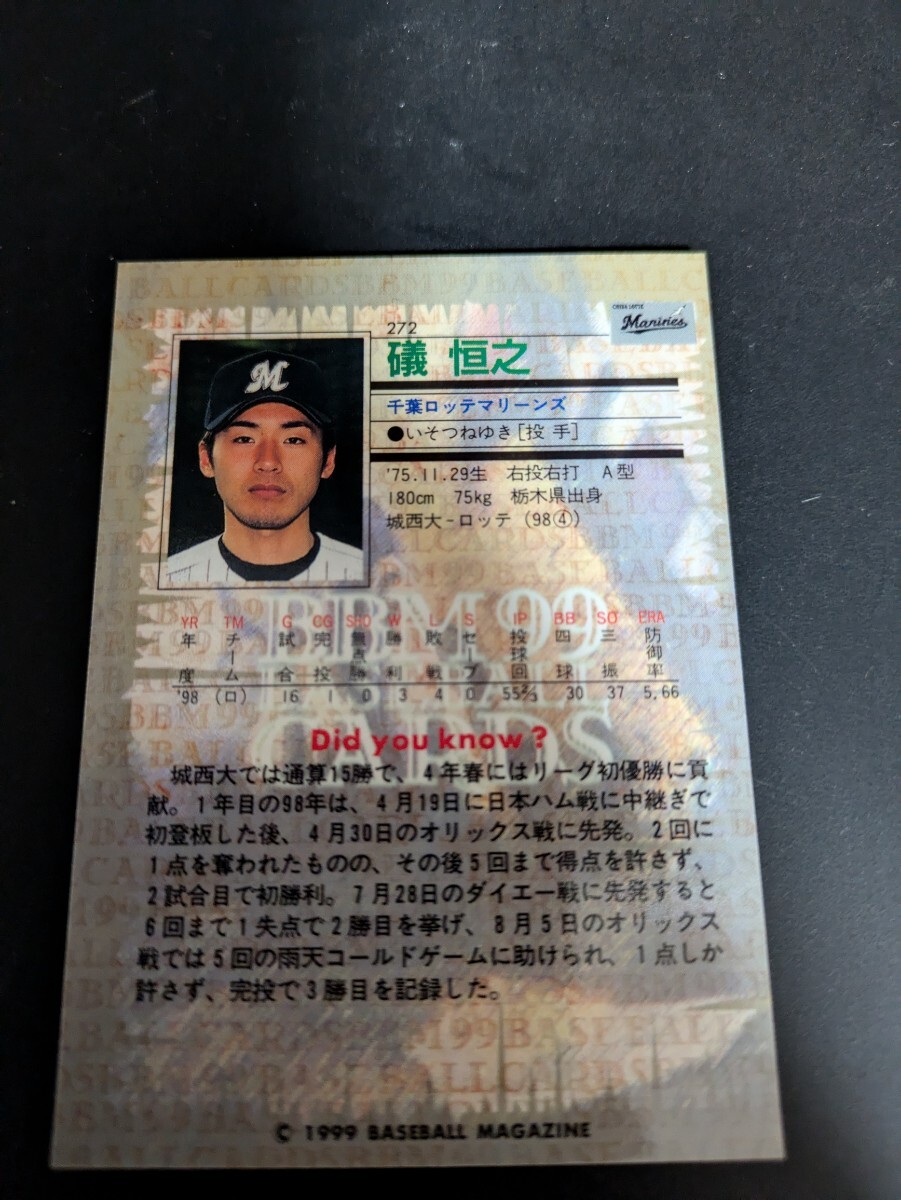 272
礒 恒之
CHIBA LOTTE
Marines
千葉ロッテマリーンズ
●いそつねゆき[投 手]
'75.11.29生 右投右打 A型
180cm 75kg 栃木県出身
城西大-ロッテ(98④)
M
BBM 99
BASEBALL
CARDS
YR TM G CG SHO W L S IP BB SO ERA
年度 チーム 試合 完投 無点勝 勝利 敗戦 セーブ 投球回 四球 三振 防御率
'98 (ロ) 16 1 0 3 4 0 55⅔ 30 37 5.66
Did you know?
城西大では通算15勝で、4年春にはリーグ初優勝に貢
献。1年目の98年は、4月19日に日本ハム戦に中継ぎで
初登板した後、4月30日のオリックス戦に先発。2回に
1点を奪われたものの、その後5回まで得点を許さず、
2試合目で初勝利。7月28日のダイエー戦に先発すると
6回まで1失点で2勝目を挙げ、8月5日のオリックス
戦では5回の雨天コールドゲームに助けられ、1点しか
許さず、完投で3勝目を記録した。
© 1999 BASEBALL MAGAZINE